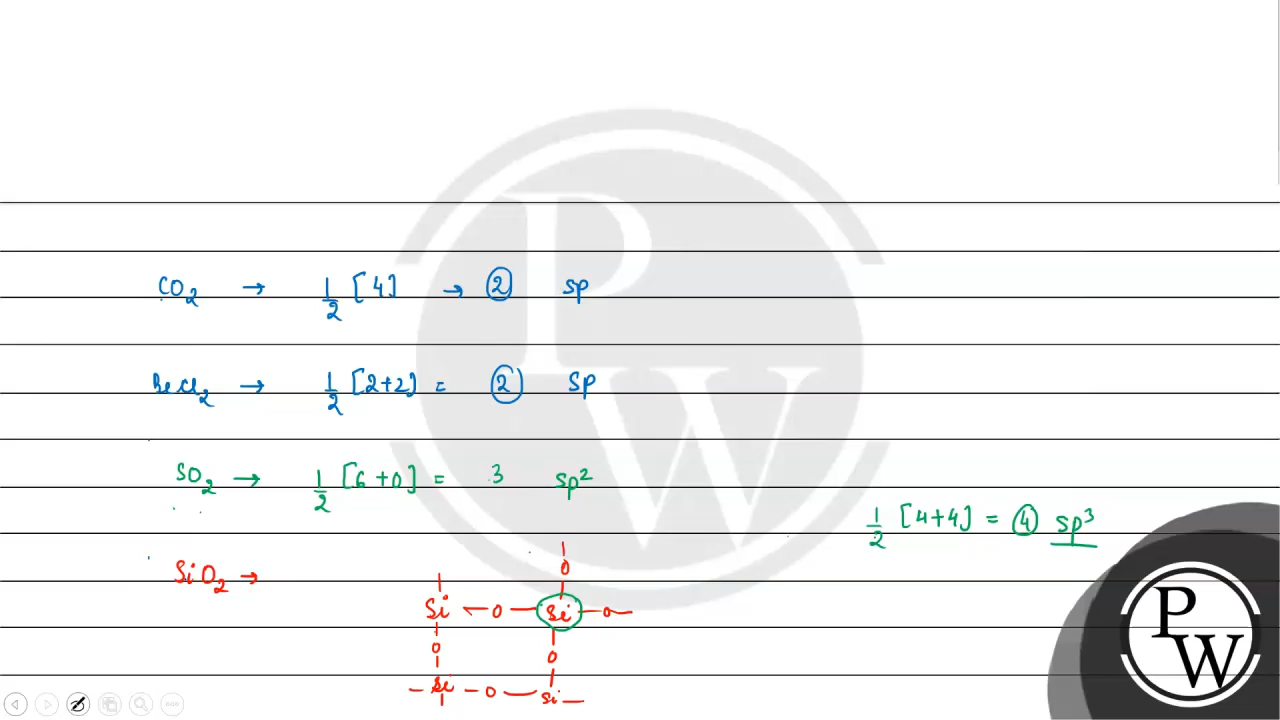 CO₂ → 1/2 [4] → 2 sp
BeCl₂ → 1/2 [2+2] = 2 sp
SO₂ → 1/2 [6+0] = 3 sp²
1/2 [4+4] = 4 sp³
SiO₂ →
O
Si O Si O
O O
Si O Si
P
W
P
W